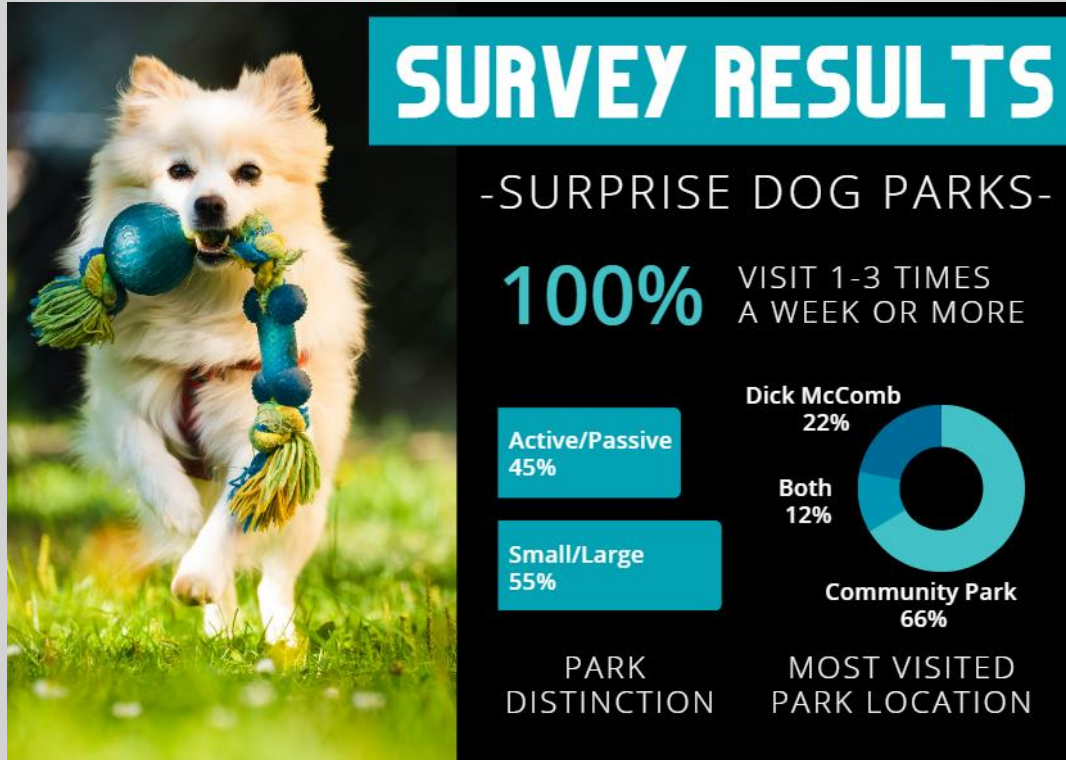 SURVEY RESULTS
-SURPRISE DOG PARKS-
100%
VISIT 1-3 TIMES
A WEEK OR MORE
Active/Passive
45%
Small/Large
55%
PARK
DISTINCTION
Dick McComb
22%
Both
12%
Community Park
66%
MOST VISITED
PARK LOCATION